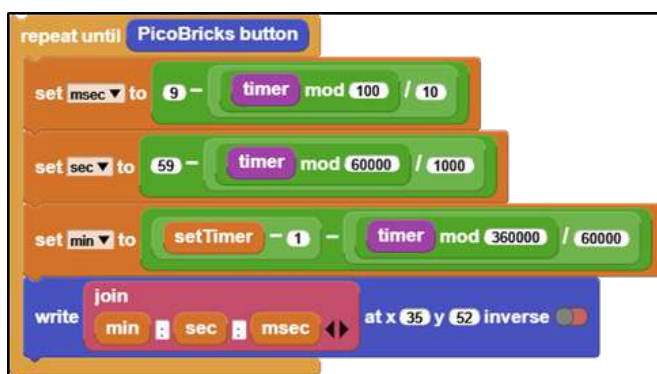 repeat until PicoBricks button
set msec to 9 - timer mod 100 / 10
set sec to 59 - timer mod 60000 / 1000
set min to setTimer - 1 - timer mod 360000 / 60000
join
write min : sec : msec at x 35 y 52 inverse